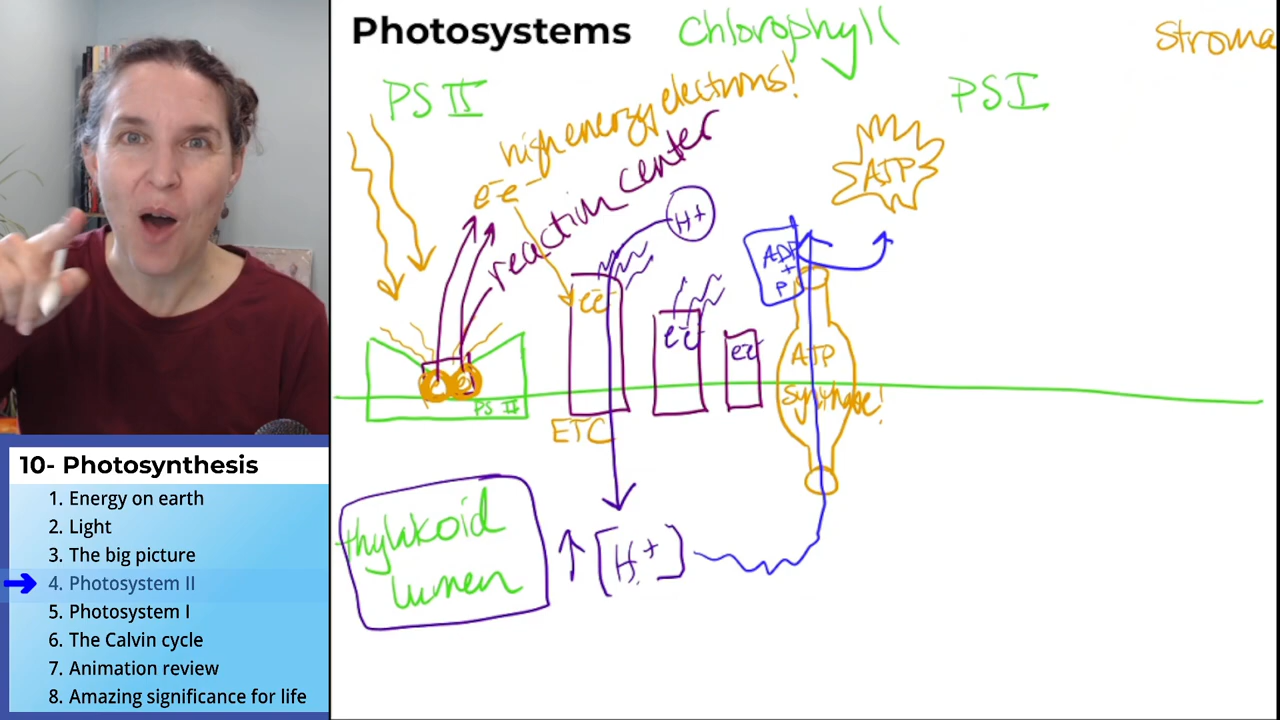 Photosystems
Chlorophyll
Stroma
PS II
high energy electrons!
PS I
reaction center
e⁻e⁻
H+
ATP
ADP
+
P
e⁻e⁻
e⁻e⁻
e⁻e⁻
ATP
synthase!
e e
PS II
ETC
thylakoid
lumen
↑ [H+]
10- Photosynthesis
1. Energy on earth
2. Light
3. The big picture
4. Photosystem II
5. Photosystem I
6. The Calvin cycle
7. Animation review
8. Amazing significance for life